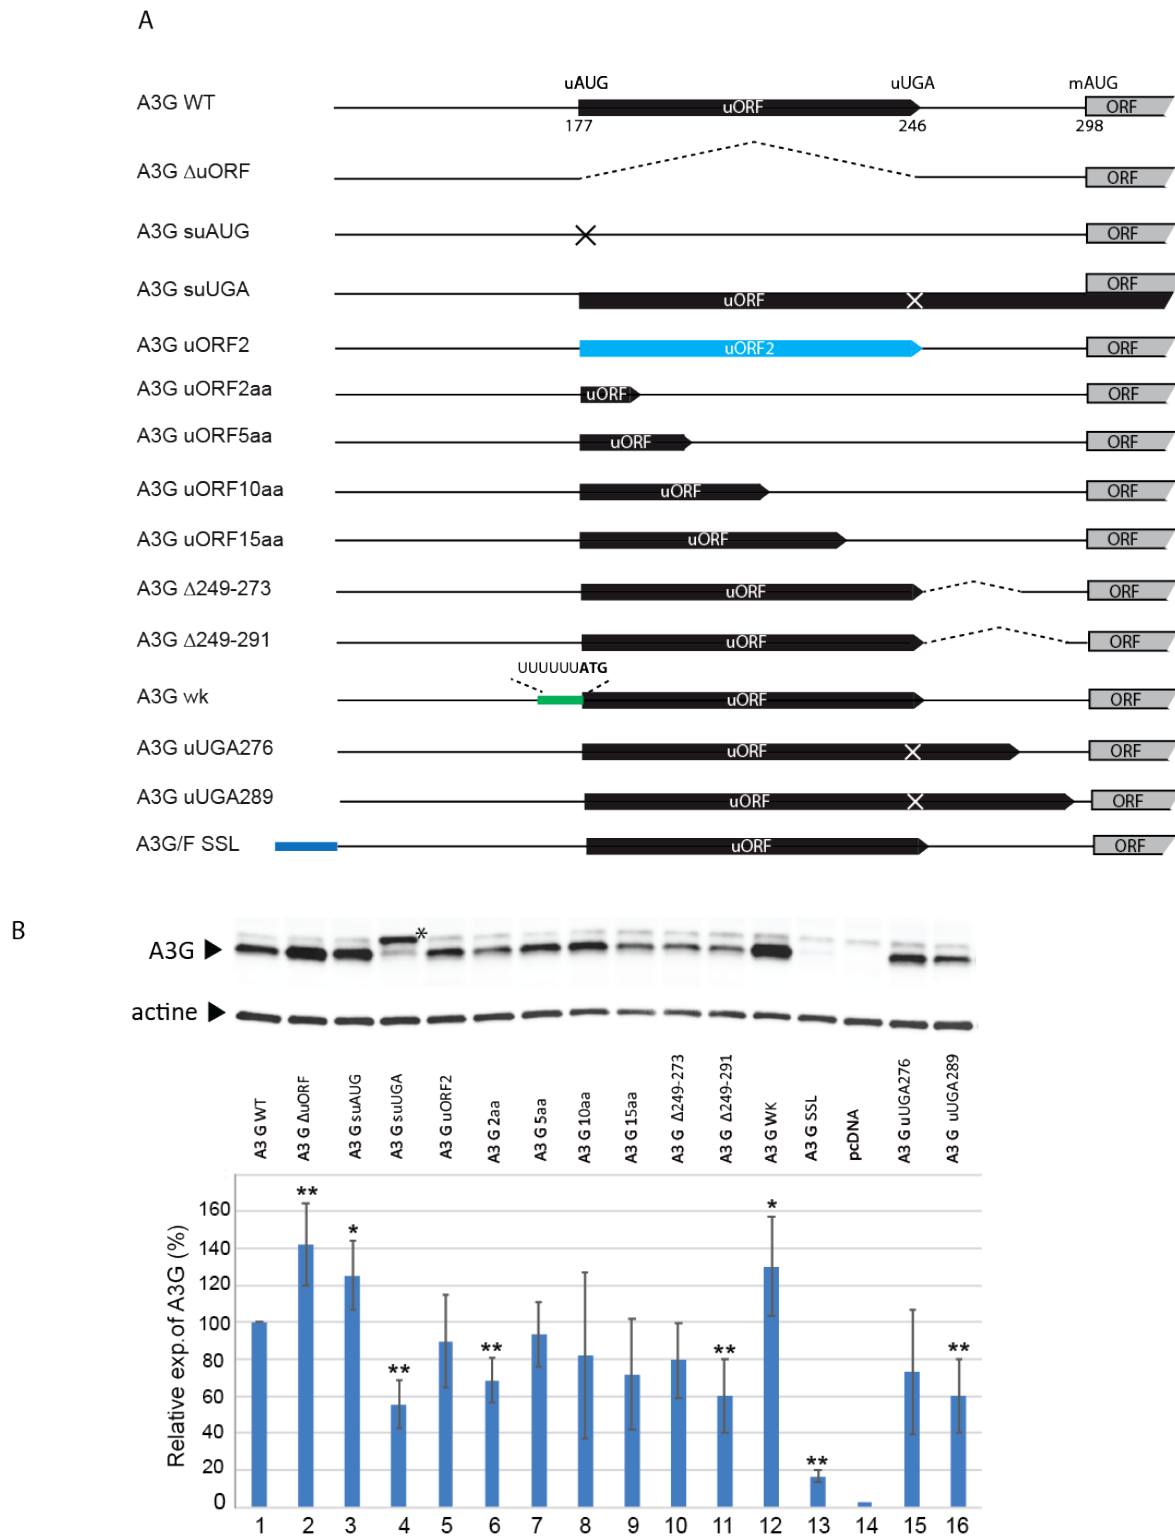 A
uAUG uUGA mAUG
A3G WT uORF ORF
177 246 298
A3G ΔuORF ORF
A3G suAUG ORF
A3G suUGA uORF ORF
A3G uORF2 uORF2 ORF
A3G uORF2aa uORF ORF
A3G uORF5aa uORF ORF
A3G uORF10aa uORF ORF
A3G uORF15aa uORF ORF
A3G Δ249-273 uORF ORF
A3G Δ249-291 uORF ORF
UUUUUUATG
A3G wk uORF ORF
A3G uUGA276 uORF ORF
A3G uUGA289 uORF ORF
A3G/F SSL uORF ORF
B
A3G *
actine
A3 G WT
A3 G ΔuORF
A3 G suAUG
A3 G suUGA
A3 G uORF2
A3 G 2aa
A3 G 5aa
A3 G 10aa
A3 G 15aa
A3 G Δ249-273
A3 G Δ249-291
A3 G WK
A3 G SSL
pcDNA
A3 G uUGA276
A3 G uUGA289
Relative exp.of A3G (%)
160
140
120
100
80
60
40
20
0
** * ** ** ** * ** **
1 2 3 4 5 6 7 8 9 10 11 12 13 14 15 16